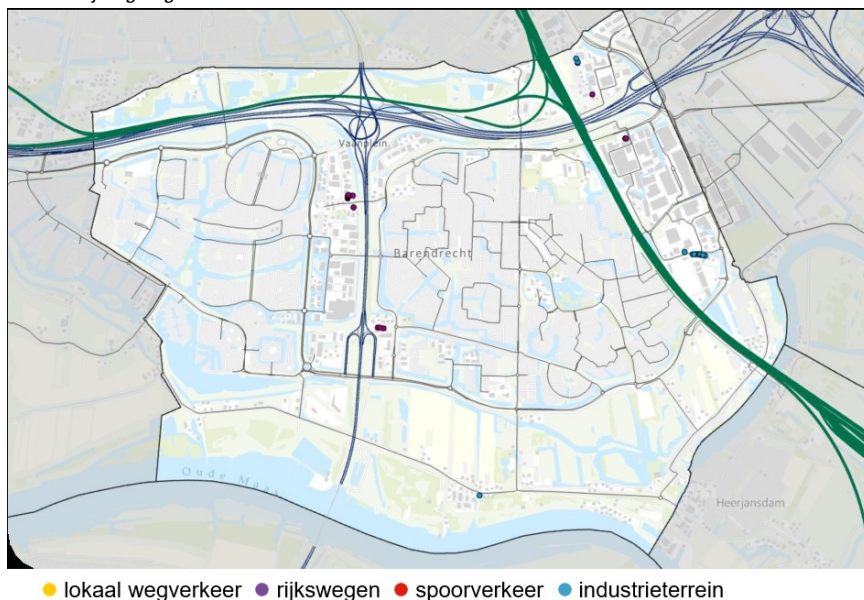 Vaanplein
Barendrecht
Oude Maas
Heerjansdam
lokaal wegverkeer rijkswegen spoorverkeer industrieterrein